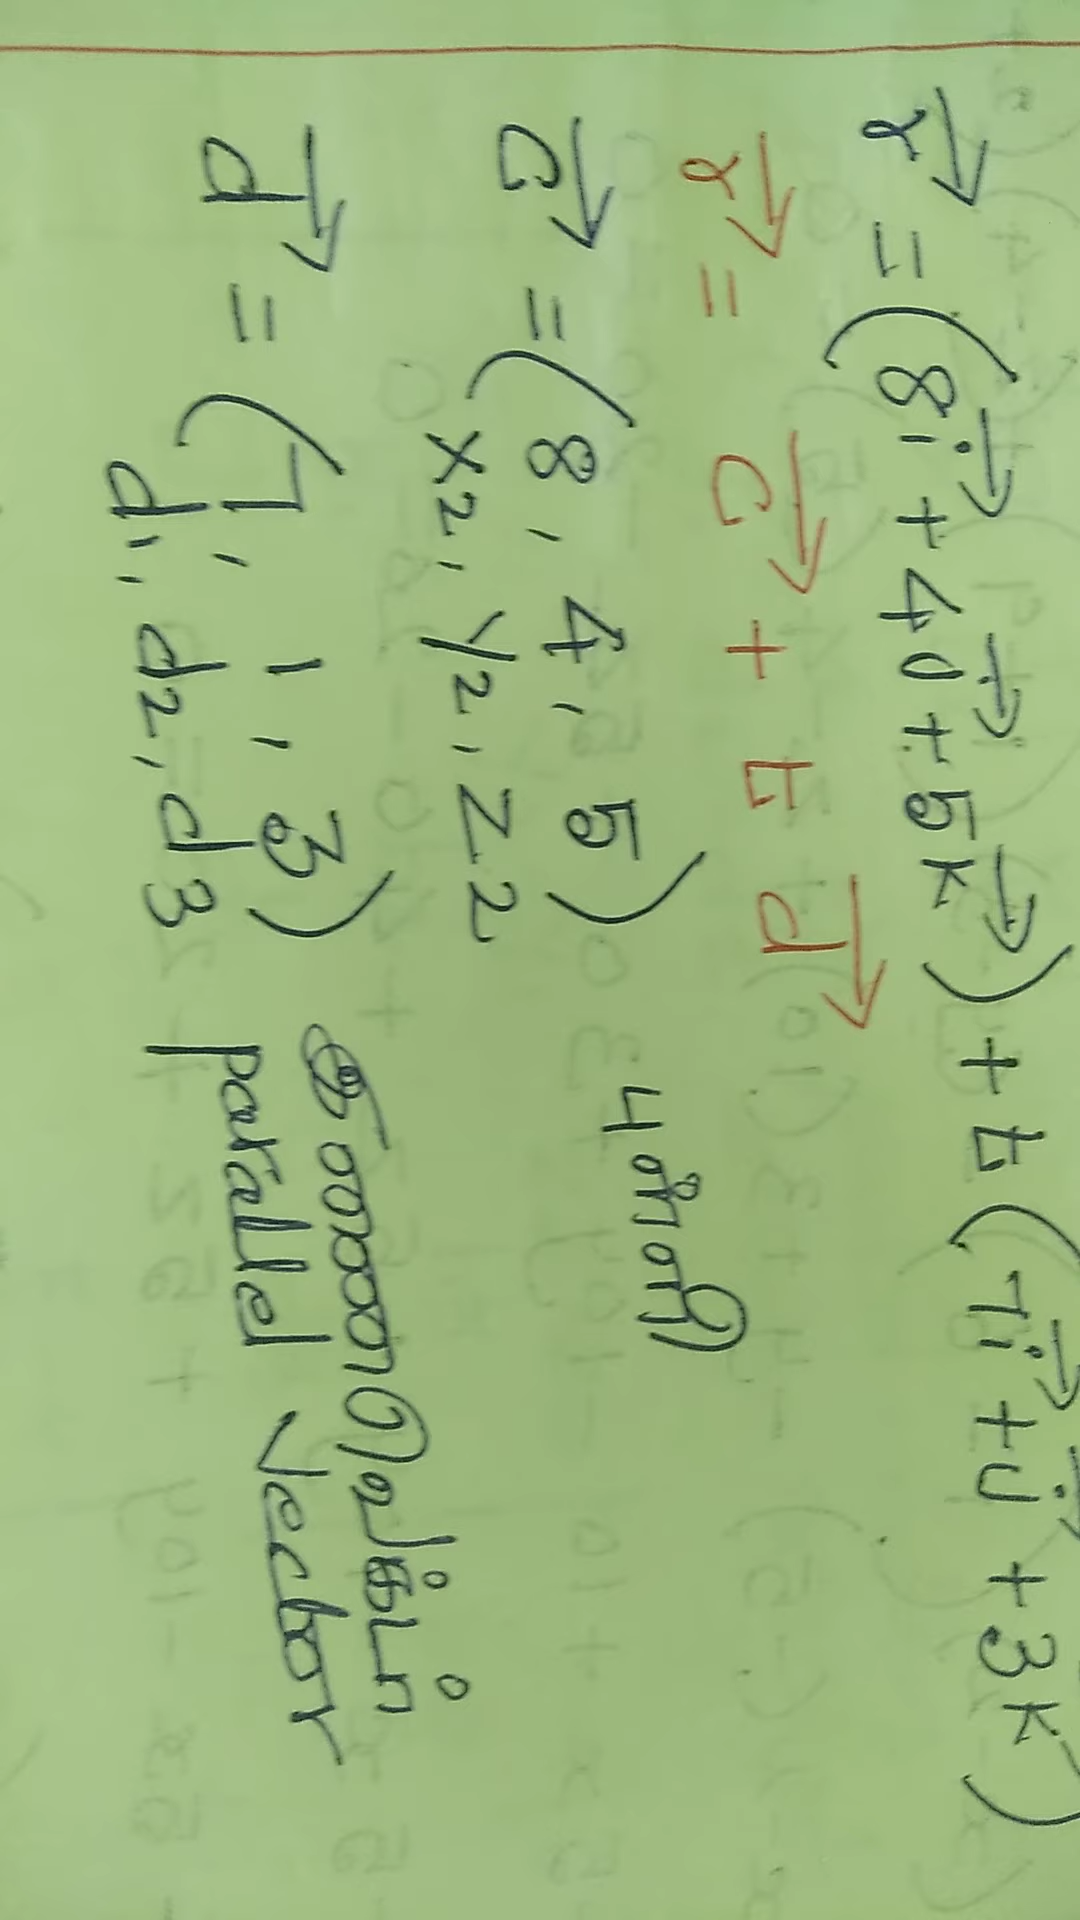 r⃗ = (8i⃗ + 4j⃗ + 5k⃗) + t(7i⃗ + j⃗ + 3k⃗)
r⃗ = c⃗ + t d⃗
c⃗ = (8, 4, 5) புள்ளி
x2, y2, z2
d⃗ = (7, 1, 3)
d1, d2, d3 parallel vector